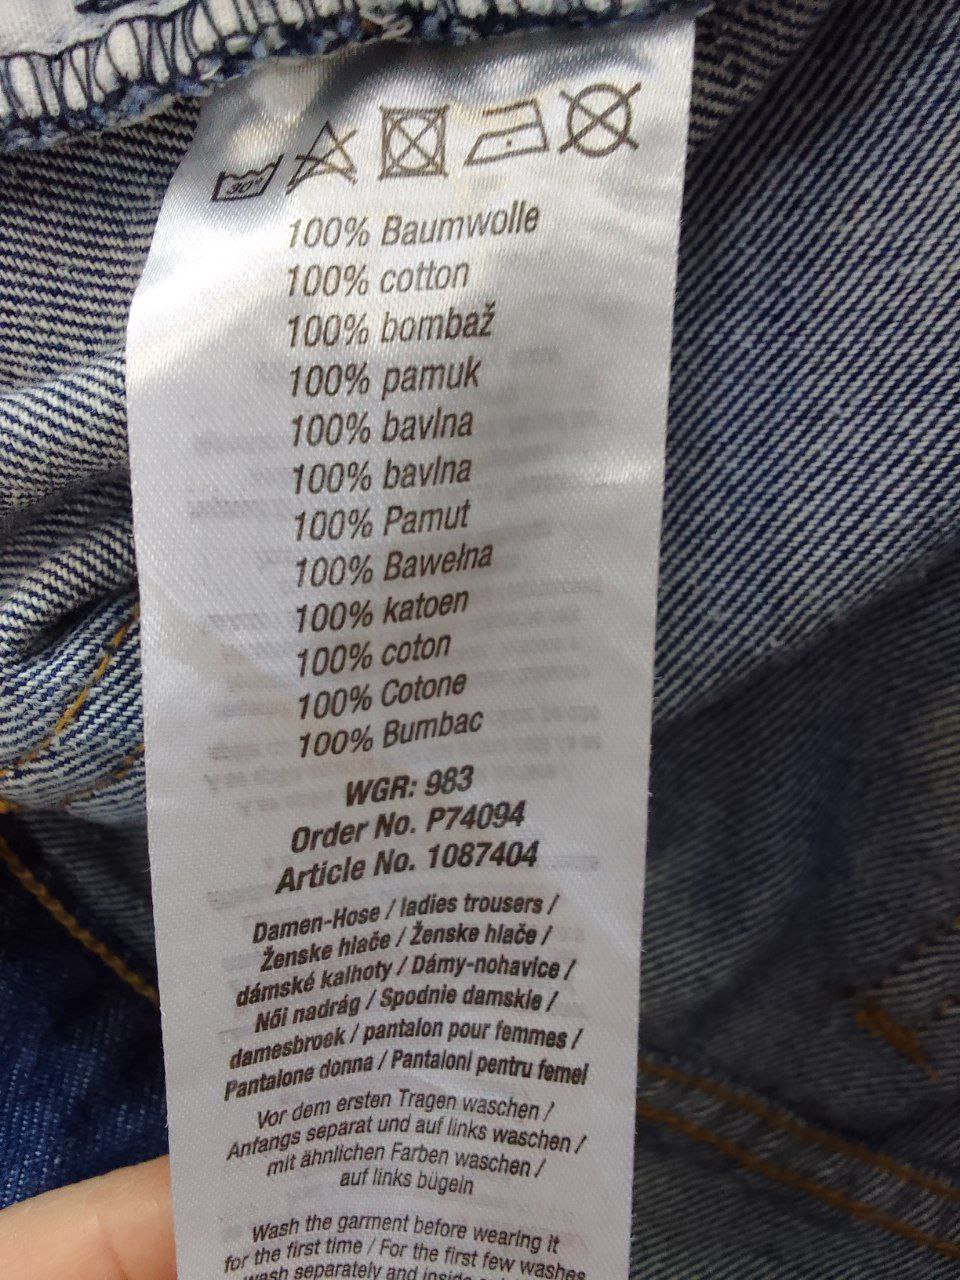 30°
100% Baumwolle
100% cotton
100% bombaž
100% pamuk
100% bavlna
100% bavlna
100% Pamut
100% Bawełna
100% katoen
100% coton
100% Cotone
100% Bumbac
WGR: 983
Order No. P74094
Article No. 1087404
Damen-Hose / ladies trousers /
Ženske hlače / Ženske hlače /
dámské kalhoty / Dámy-nohavice /
Női nadrág / Spodnie damskie /
damesbroek / pantalon pour femmes /
Pantalone donna / Pantaloni pentru femei
Vor dem ersten Tragen waschen /
Anfangs separat und auf links waschen /
mit ähnlichen Farben waschen /
auf links bügeln
Wash the garment before wearing it
for the first time / For the first few washes
wash separately and inside